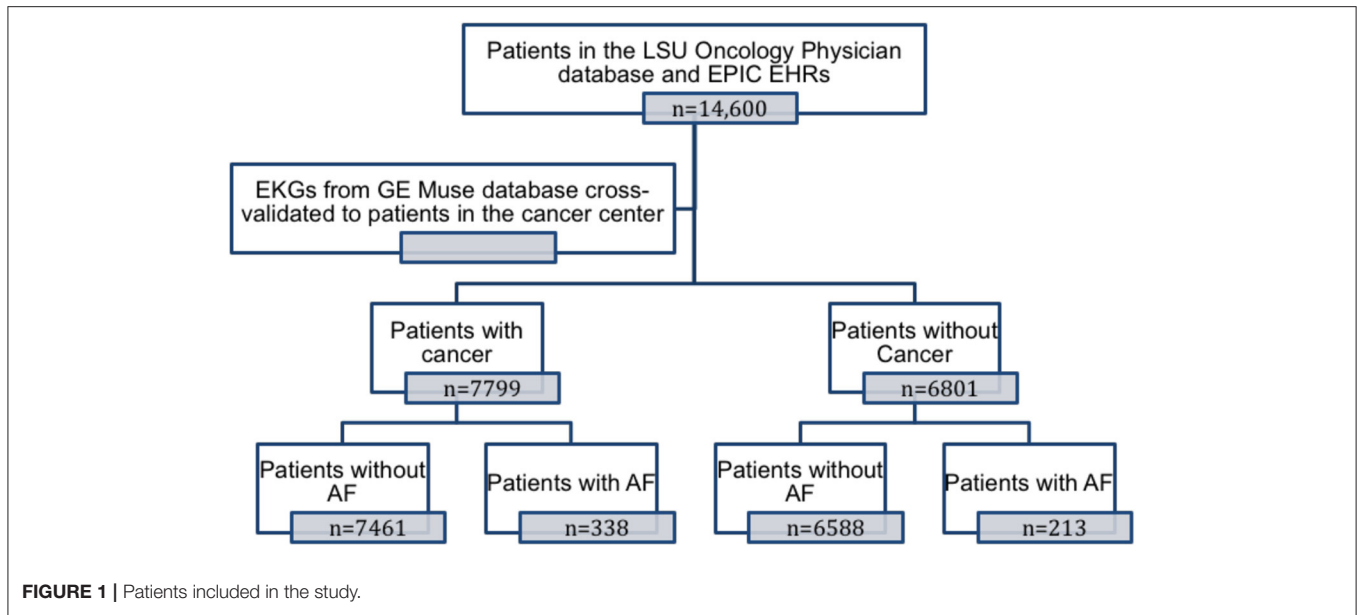 Patients in the LSU Oncology Physician
database and EPIC EHRs
n=14,600
EKGs from GE Muse database cross-
validated to patients in the cancer center
Patients with
cancer
n=7799
Patients without
Cancer
n=6801
Patients without
AF
n=7461
Patients with AF
n=338
Patients without
AF
n=6588
Patients with AF
n=213
FIGURE 1 | Patients included in the study.